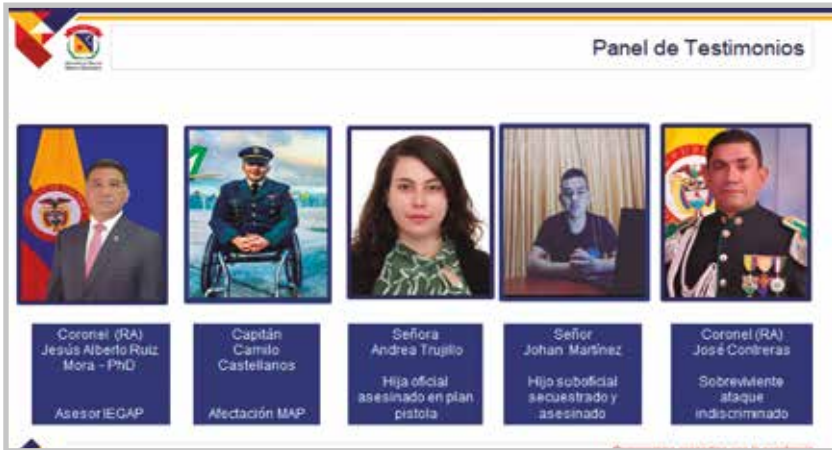 Panel de Testimonios
Coronel (RA)
Jesús Alberto Ruiz
Mora - PhD
Asesor IEGAP
Capitán
Camilo
Castellanos
Afectación MAP
Señora
Andrea Trujillo
Hija oficial
asesinado en plan
pistola
Señor
Johan Martínez
Hijo suboficial
secuestrado y
asesinado
Coronel (RA)
José Contreras
Sobreviviente
ataque
indiscriminado